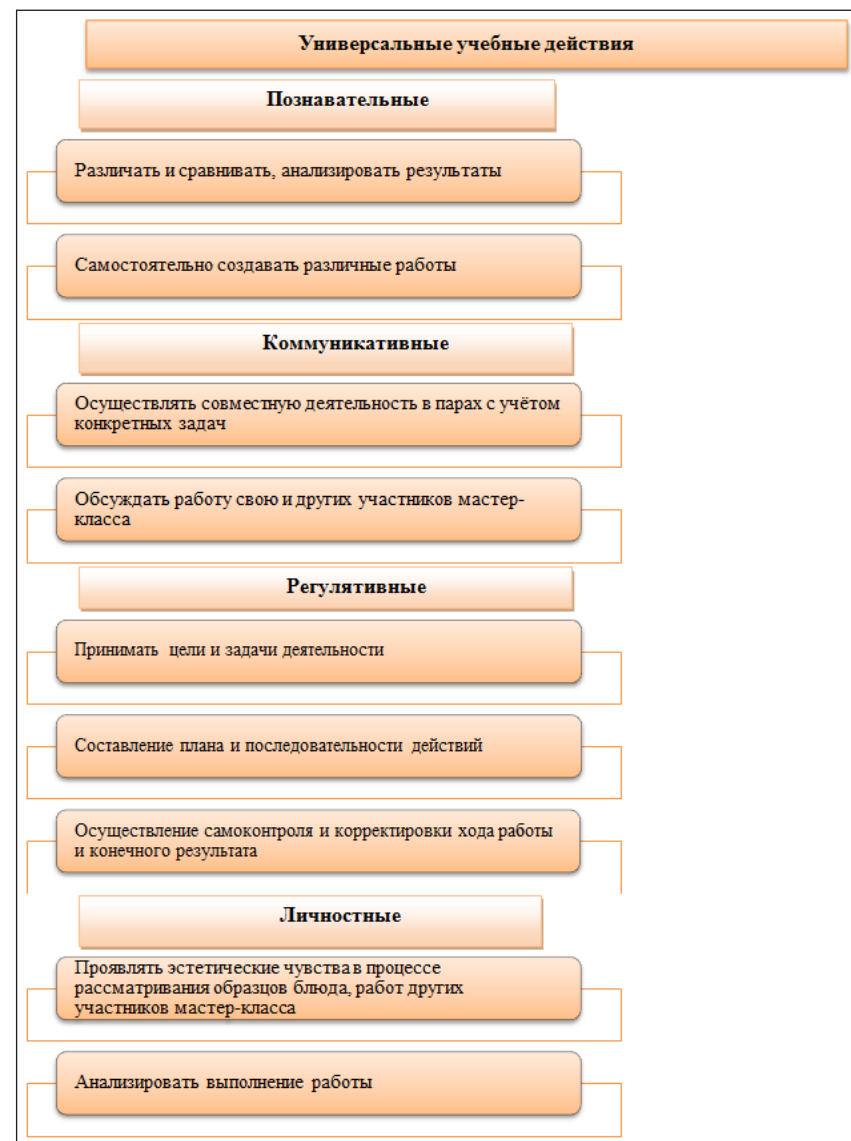 Универсальные учебные действия
Познавательные
Различать и сравнивать, анализировать результаты
Самостоятельно создавать различные работы
Коммуникативные
Осуществлять совместную деятельность в парах с учётом
конкретных задач
Обсуждать работу свою и других участников мастер-
класса
Регулятивные
Принимать цели и задачи деятельности
Составление плана и последовательности действий
Осуществление самоконтроля и корректировки хода работы
и конечного результата
Личностные
Проявлять эстетические чувства в процессе
рассматривания образцов блюда, работ других
участников мастер-класса
Анализировать выполнение работы